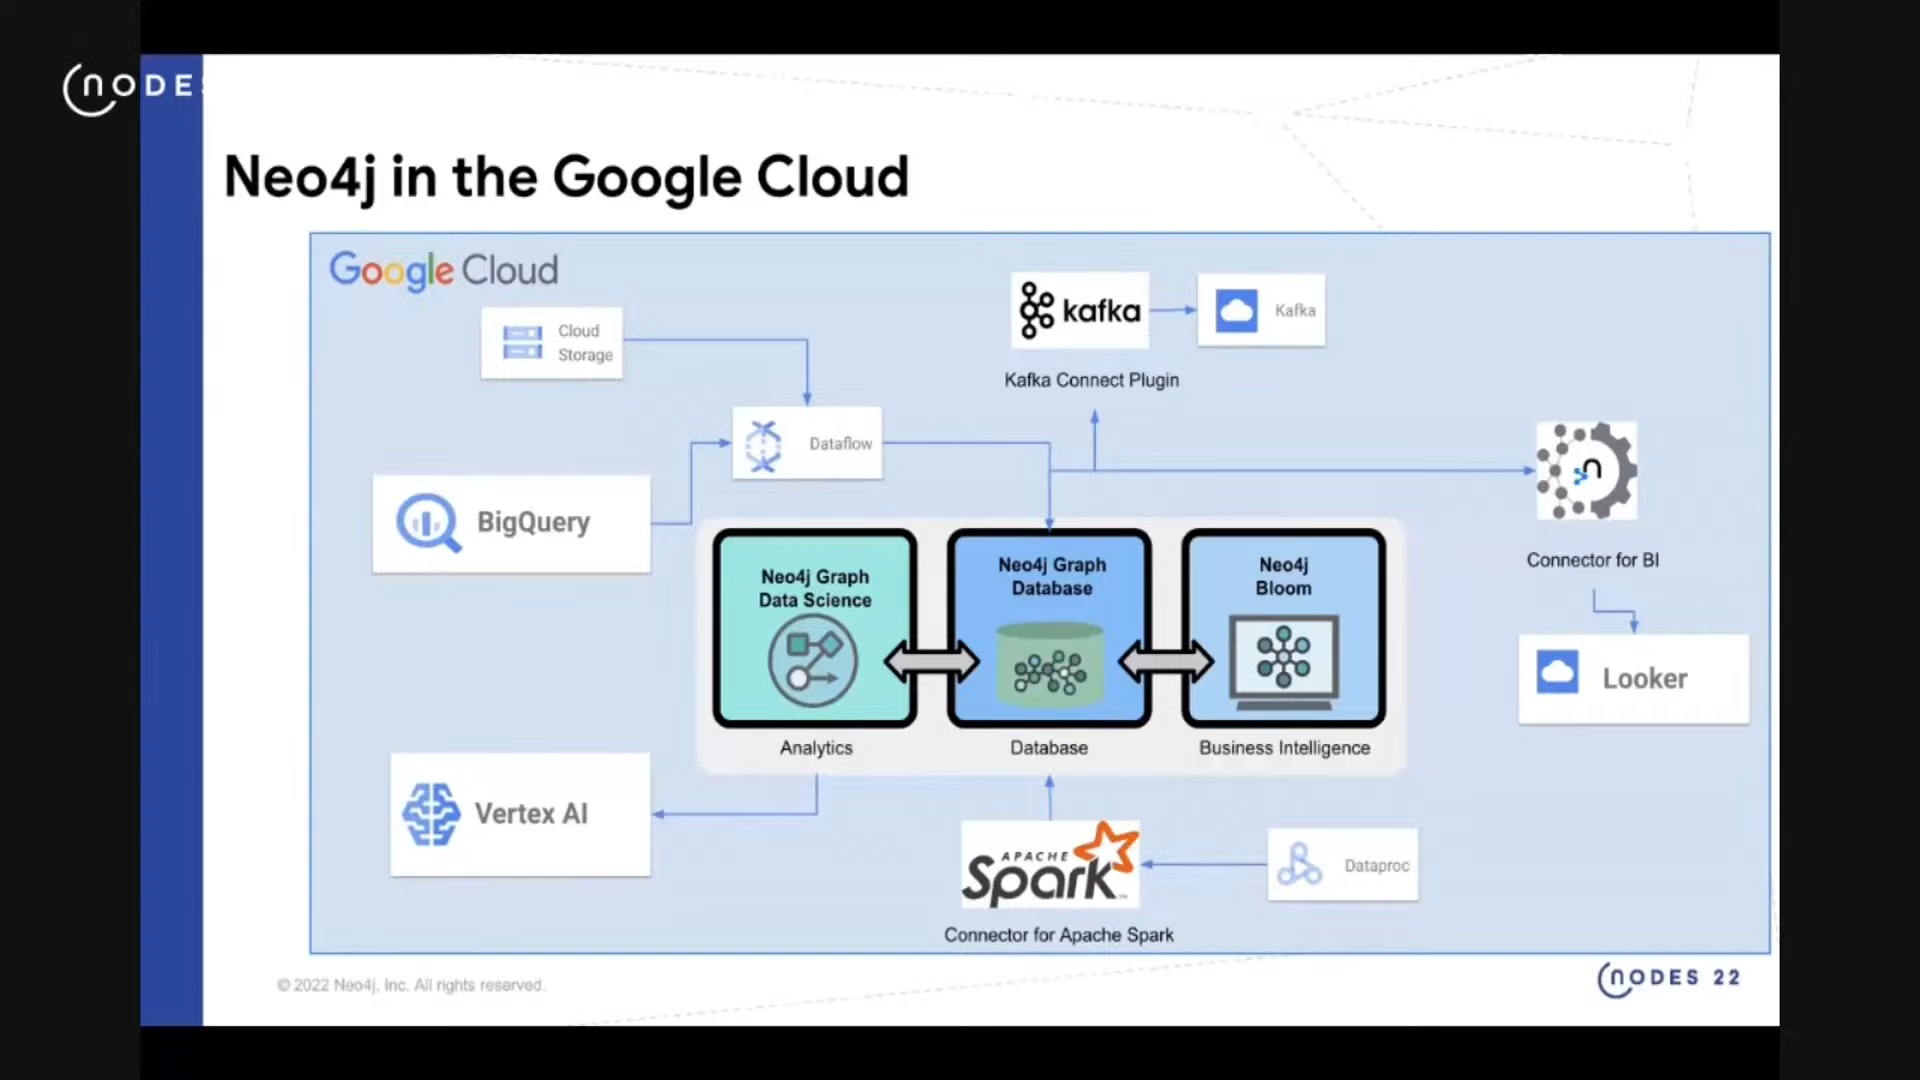 NODES
Neo4j in the Google Cloud
Google Cloud
Cloud
Storage
kafka
Kafka
Kafka Connect Plugin
Dataflow
BigQuery
Connector for BI
Neo4j Graph
Data Science
Neo4j Graph
Database
Neo4j
Bloom
Looker
Analytics
Database
Business Intelligence
Vertex AI
APACHE
Spark
Dataproc
Connector for Apache Spark
© 2022 Neo4j, Inc. All rights reserved.
NODES 22